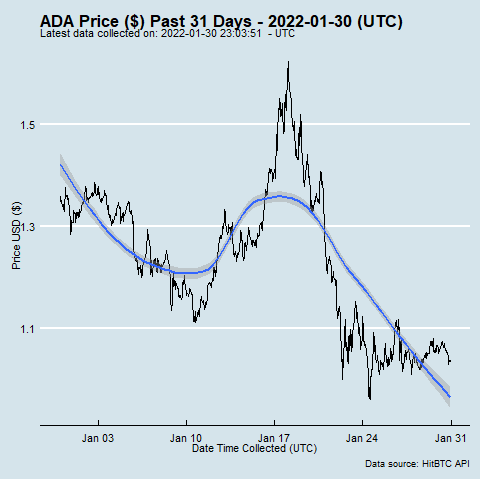 ADA Price ($) Past 31 Days - 2022-01-30 (UTC)
Latest data collected on: 2022-01-30 23:03:51 - UTC
Price USD ($)
1.5
1.3
1.1
Jan 03 Jan 10 Jan 17 Jan 24 Jan 31
Date Time Collected (UTC)
Data source: HitBTC API